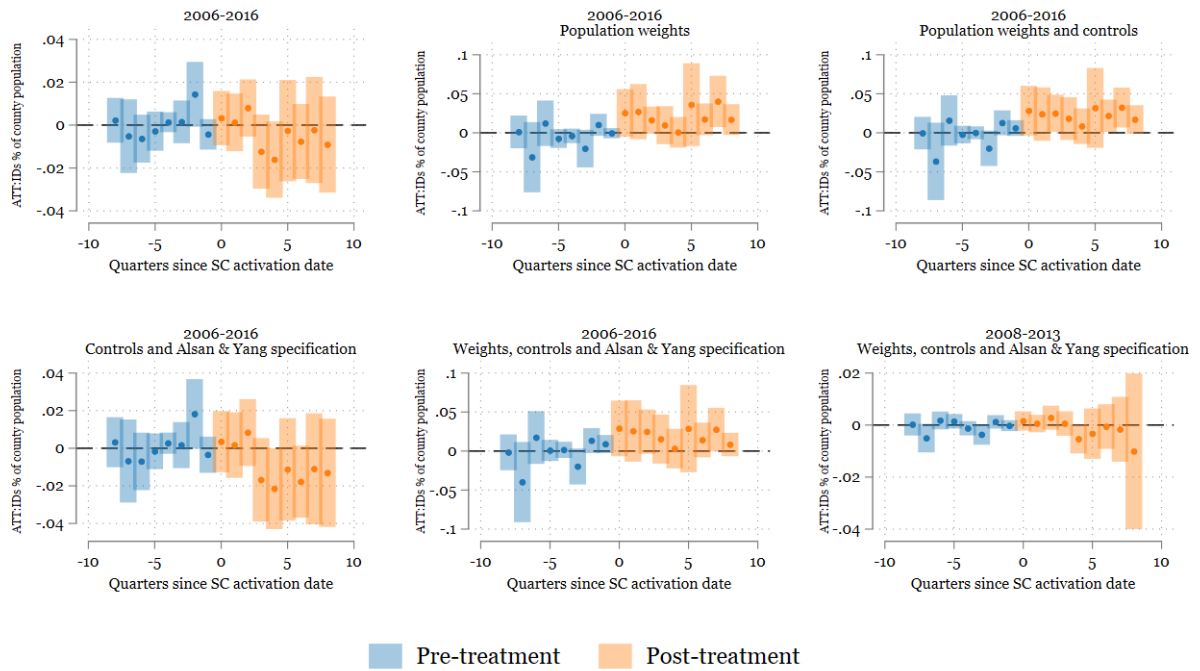 2006-2016
.04
.02
0
-.02
-.04
ATT:IDs % of county population
-10 -5 0 5 10
Quarters since SC activation date
2006-2016
Population weights
.1
.05
0
-.05
-.1
ATT:IDs % of county population
-10 -5 0 5 10
Quarters since SC activation date
2006-2016
Population weights and controls
.1
.05
0
-.05
-.1
ATT:IDs % of county population
-10 -5 0 5 10
Quarters since SC activation date
2006-2016
Controls and Alsan & Yang specification
.04
.02
0
-.02
-.04
ATT:IDs % of county population
-10 -5 0 5 10
Quarters since SC activation date
2006-2016
Weights, controls and Alsan & Yang specification
.1
.05
0
-.05
-.1
ATT:IDs % of county population
-10 -5 0 5 10
Quarters since SC activation date
2008-2013
Weights, controls and Alsan & Yang specification
.02
0
-.02
-.04
ATT:IDs % of county population
-10 -5 0 5 10
Quarters since SC activation date
Pre-treatment Post-treatment